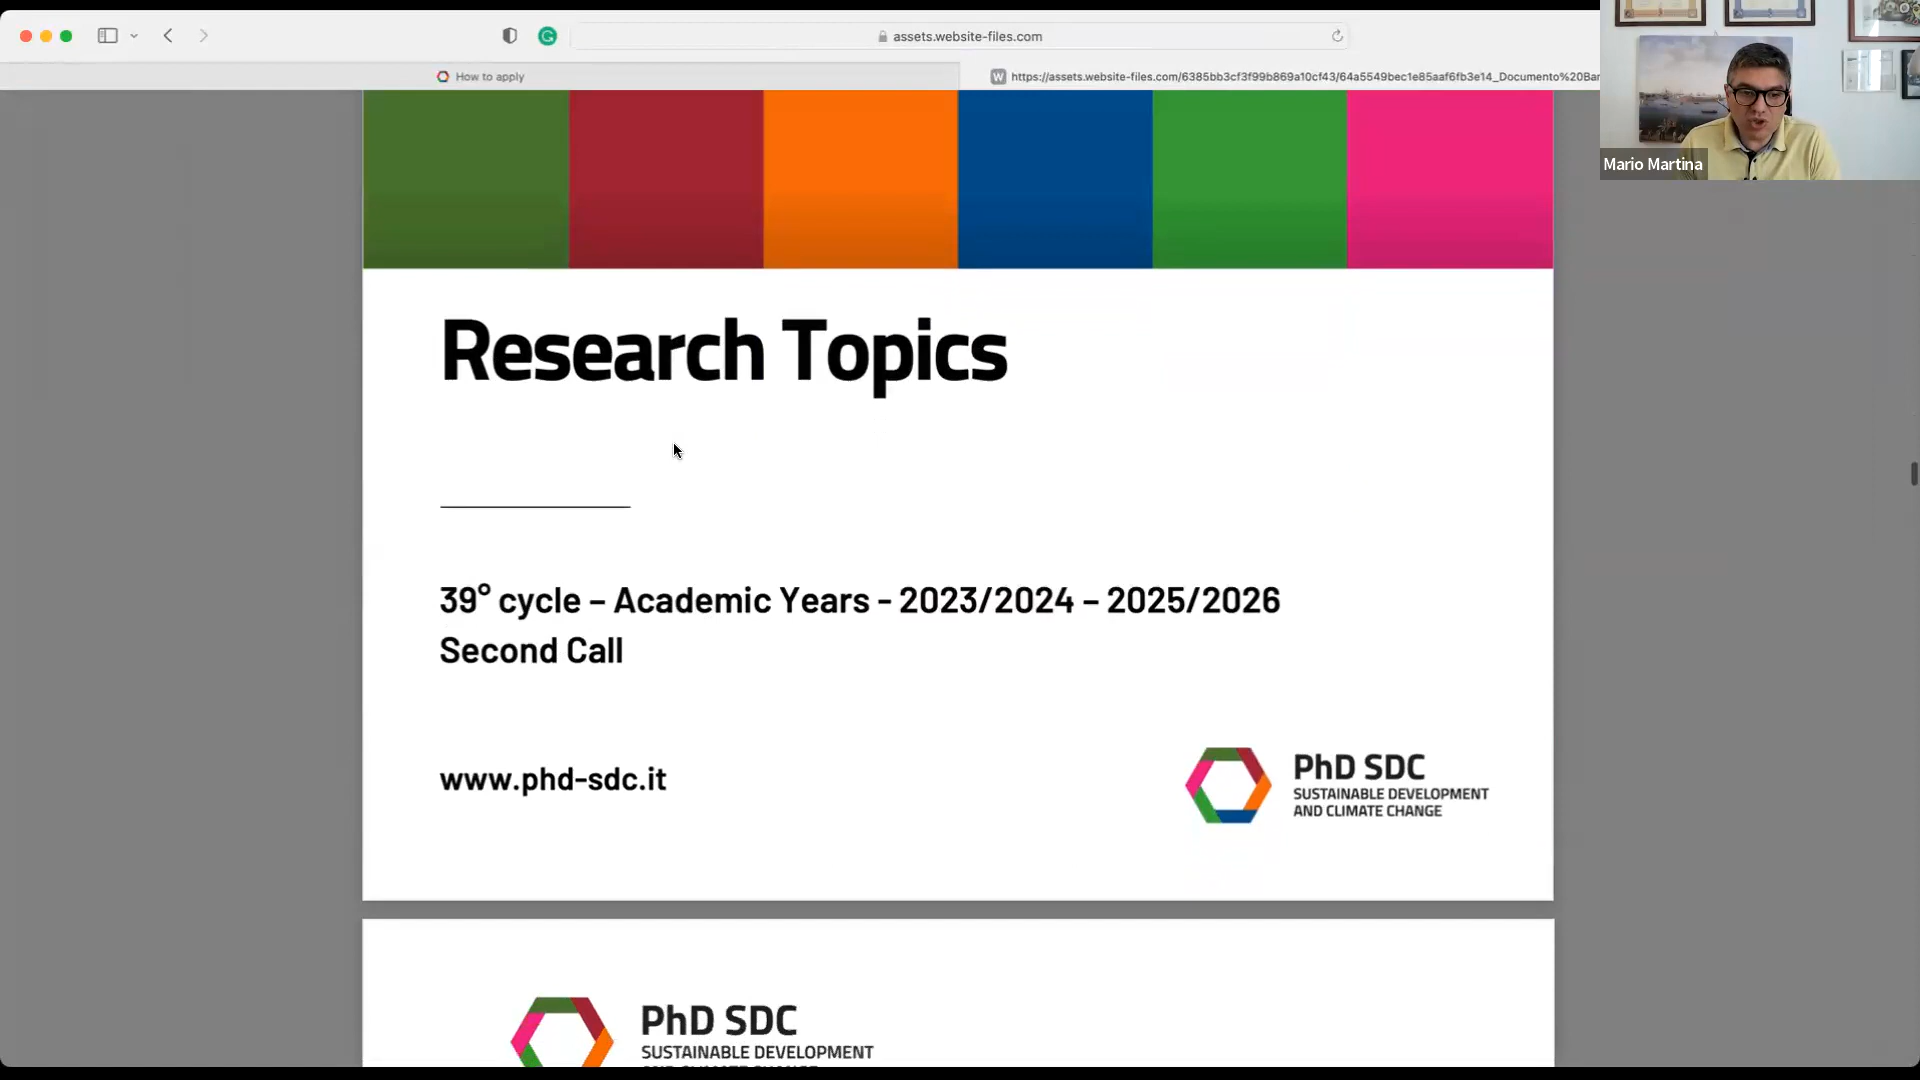 assets.website-files.com
How to apply
W
https://assets.website-files.com/6385bb3cf3f99b869a10cf43/64a5549bec1e85aaf6fb3e14_Documento%20Ban
Mario Martina
Research Topics
39° cycle – Academic Years - 2023/2024 – 2025/2026
Second Call
www.phd-sdc.it
PhD SDC
SUSTAINABLE DEVELOPMENT
AND CLIMATE CHANGE
PhD SDC
SUSTAINABLE DEVELOPMENT